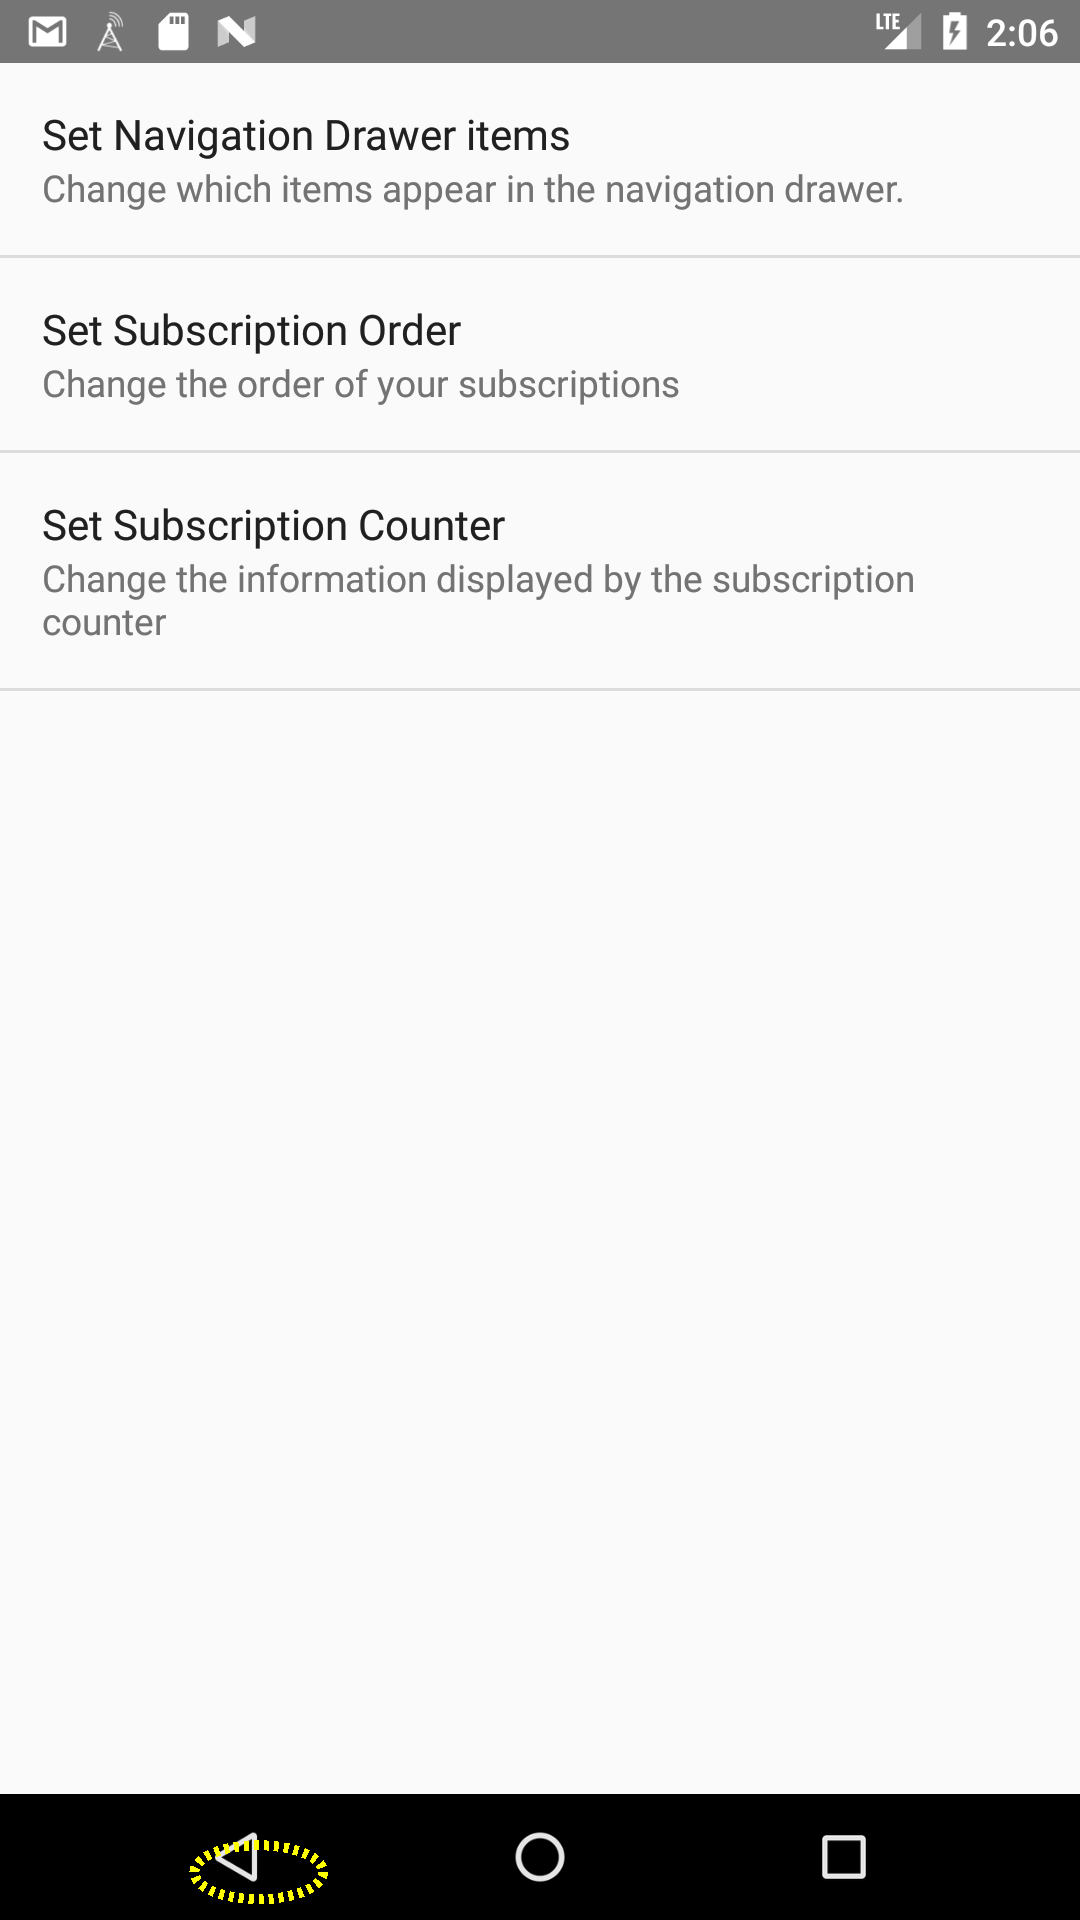 LTE 2:06
Set Navigation Drawer items
Change which items appear in the navigation drawer.
Set Subscription Order
Change the order of your subscriptions
Set Subscription Counter
Change the information displayed by the subscription
counter